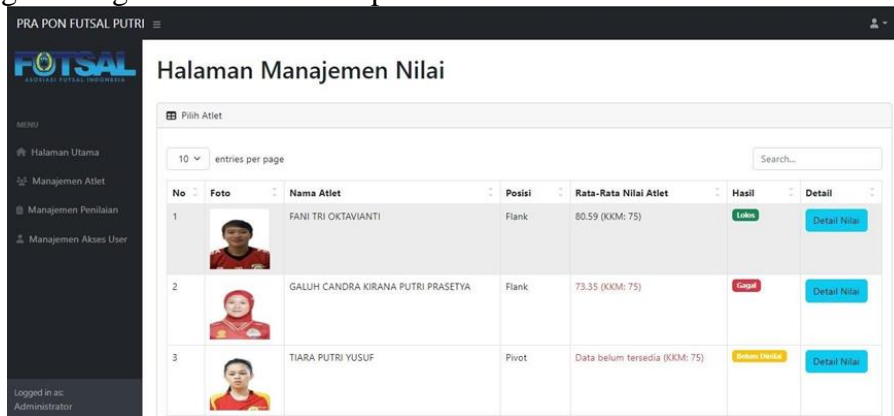 PRA PON FUTSAL PUTRI
FUTSAL
ASOSIASI FUTSAL INDONESIA
MENU
Halaman Utama
Manajemen Atlet
Manajemen Penilaian
Manajemen Akses User
Logged in as:
Administrator
Halaman Manajemen Nilai
Pilih Atlet
10 entries per page
Search...
No Foto Nama Atlet Posisi Rata-Rata Nilai Atlet Hasil Detail
1 FANI TRI OKTAVIANTI Flank 80.59 (KKM: 75) Lolos Detail Nilai
2 GALUH CANDRA KIRANA PUTRI PRASETYA Flank 73.35 (KKM: 75) Gagal Detail Nilai
3 TIARA PUTRI YUSUF Pivot Data belum tersedia (KKM: 75) Belum Dinilai Detail Nilai